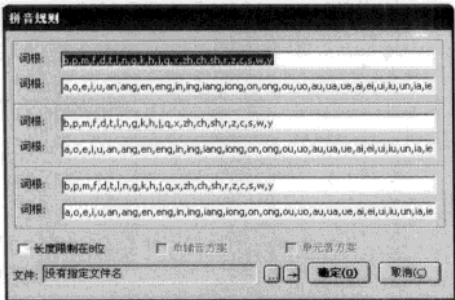 拼音规则
词根: b,p,m,f,d,t,l,n,g,k,h,j,q,x,zh,ch,sh,r,z,c,s,w,y
词根: a,o,e,i,u,an,ang,en,eng,in,ing,iang,iong,on,ong,ou,uo,au,ua,ue,ai,ei,ui,iu,un,ia,ie
词根: b,p,m,f,d,t,l,n,g,k,h,j,q,x,zh,ch,sh,r,z,c,s,w,y
词根: a,o,e,i,u,an,ang,en,eng,in,ing,iang,iong,on,ong,ou,uo,au,ua,ue,ai,ei,ui,iu,un,ia,ie
词根: b,p,m,f,d,t,l,n,g,k,h,j,q,x,zh,ch,sh,r,z,c,s,w,y
词根: a,o,e,i,u,an,ang,en,eng,in,ing,iang,iong,on,ong,ou,uo,au,ua,ue,ai,ei,ui,iu,un,ia,ie
长度限制在8位 单辅音方案 单元音方案
文件: 没有指定文件名 ... → 确定(O) 取消(C)